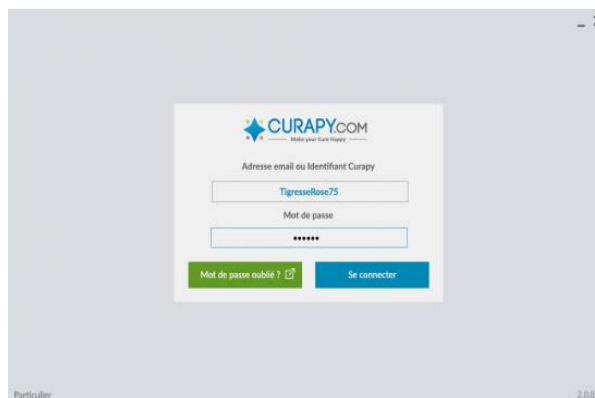 CURAPY.COM
Make your Care Happy
Adresse email ou Identifiant Curapy
TigresseRose75
Mot de passe
••••••
Mot de passe oublié ?
Se connecter
Particulier
2.0.8